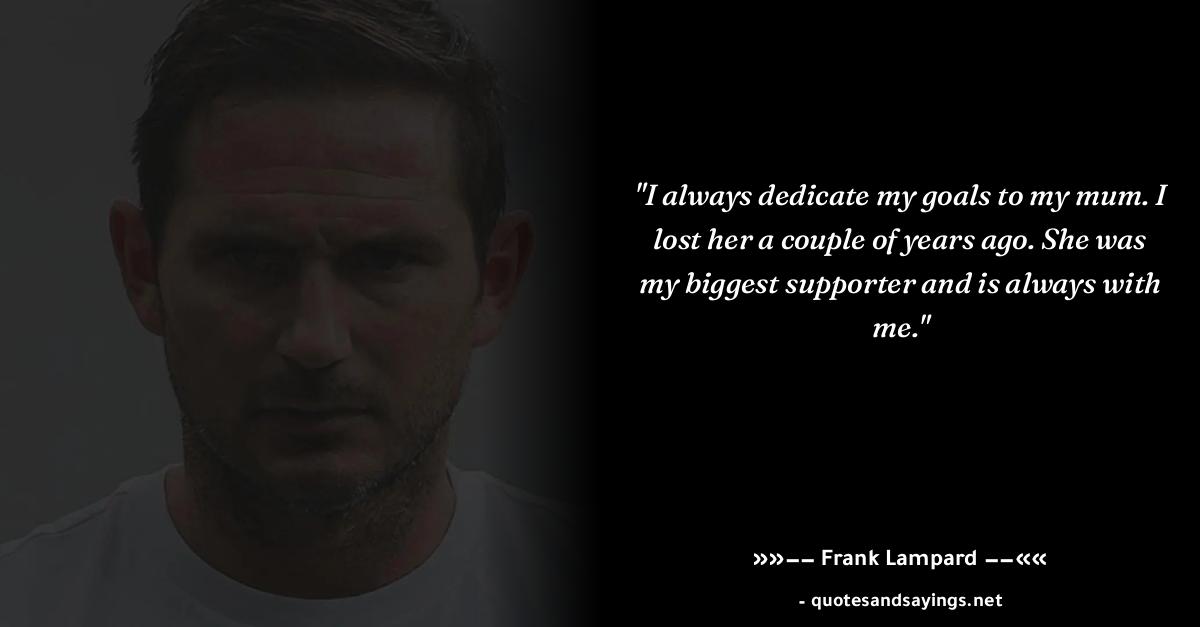 "I always dedicate my goals to my mum. I
lost her a couple of years ago. She was
my biggest supporter and is always with
me."
»»−− Frank Lampard −−««
- quotesandsayings.net